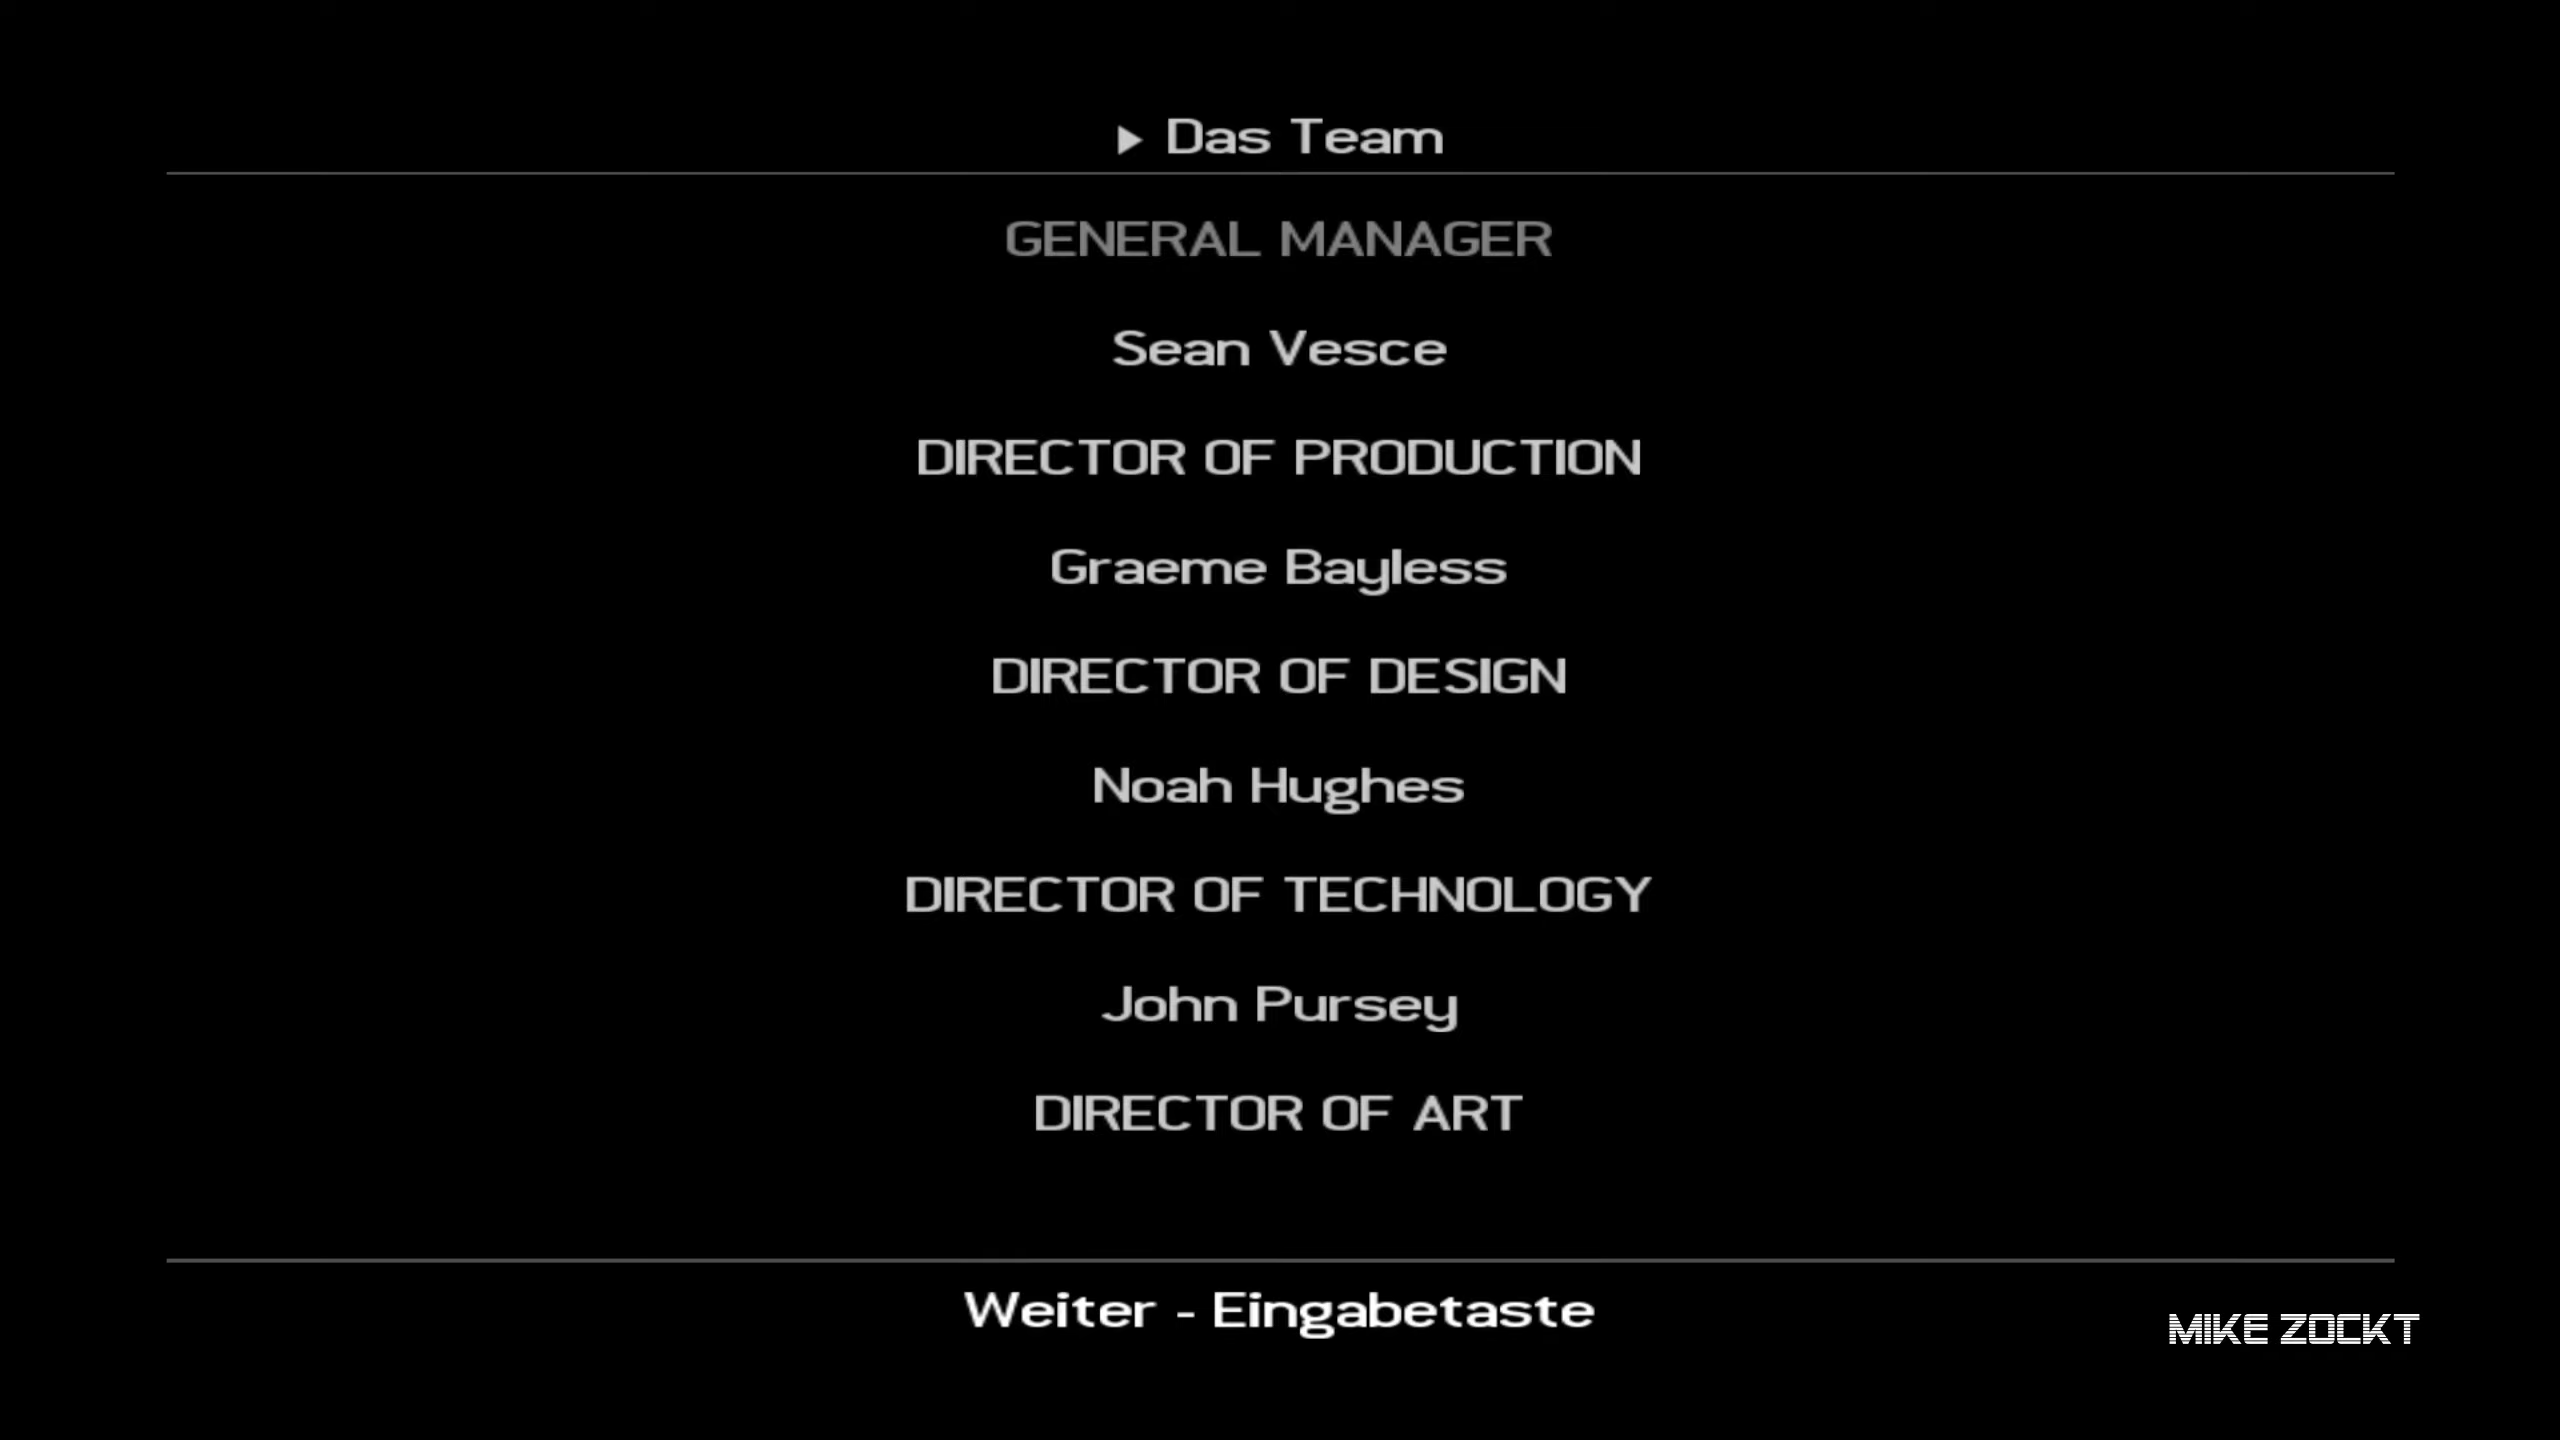 Das Team
GENERAL MANAGER
Sean Vesce
DIRECTOR OF PRODUCTION
Graeme Bayless
DIRECTOR OF DESIGN
Noah Hughes
DIRECTOR OF TECHNOLOGY
John Pursey
DIRECTOR OF ART
Weiter - Eingabetaste
MIKE ZOCKT